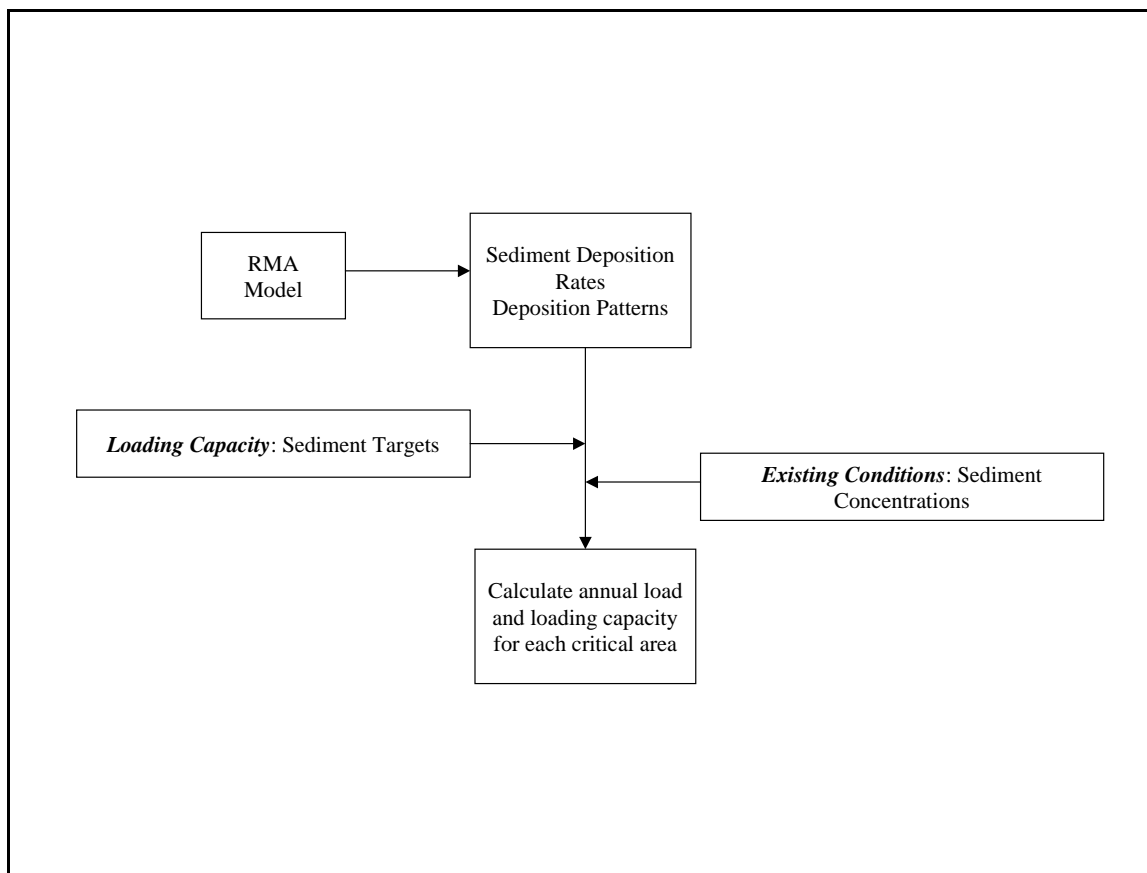 RMA
Model
Sediment Deposition
Rates
Deposition Patterns
Loading Capacity: Sediment Targets
Existing Conditions: Sediment
Concentrations
Calculate annual load
and loading capacity
for each critical area